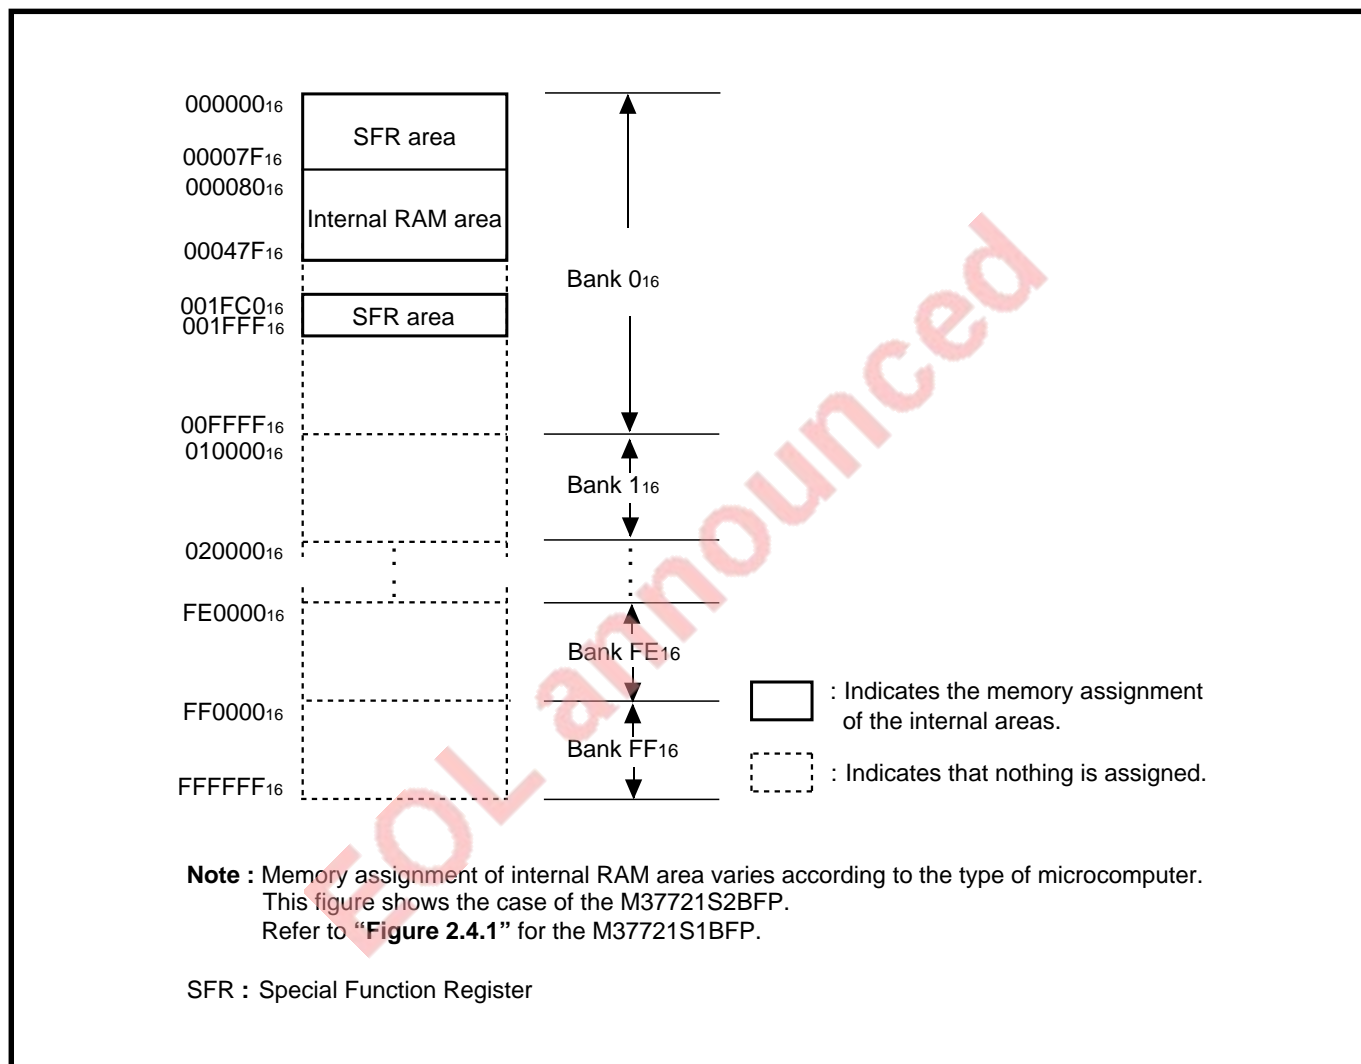 000000₁₆
SFR area
00007F₁₆
000080₁₆
Internal RAM area
00047F₁₆
Bank 0₁₆
001FC0₁₆
SFR area
001FFF₁₆
00FFFF₁₆
010000₁₆
Bank 1₁₆
020000₁₆
FE0000₁₆
Bank FE₁₆
FF0000₁₆
Bank FF₁₆
FFFFFF₁₆
: Indicates the memory assignment
of the internal areas.
: Indicates that nothing is assigned.
Note : Memory assignment of internal RAM area varies according to the type of microcomputer.
This figure shows the case of the M37721S2BFP.
Refer to “Figure 2.4.1” for the M37721S1BFP.
SFR : Special Function Register
EOL announced